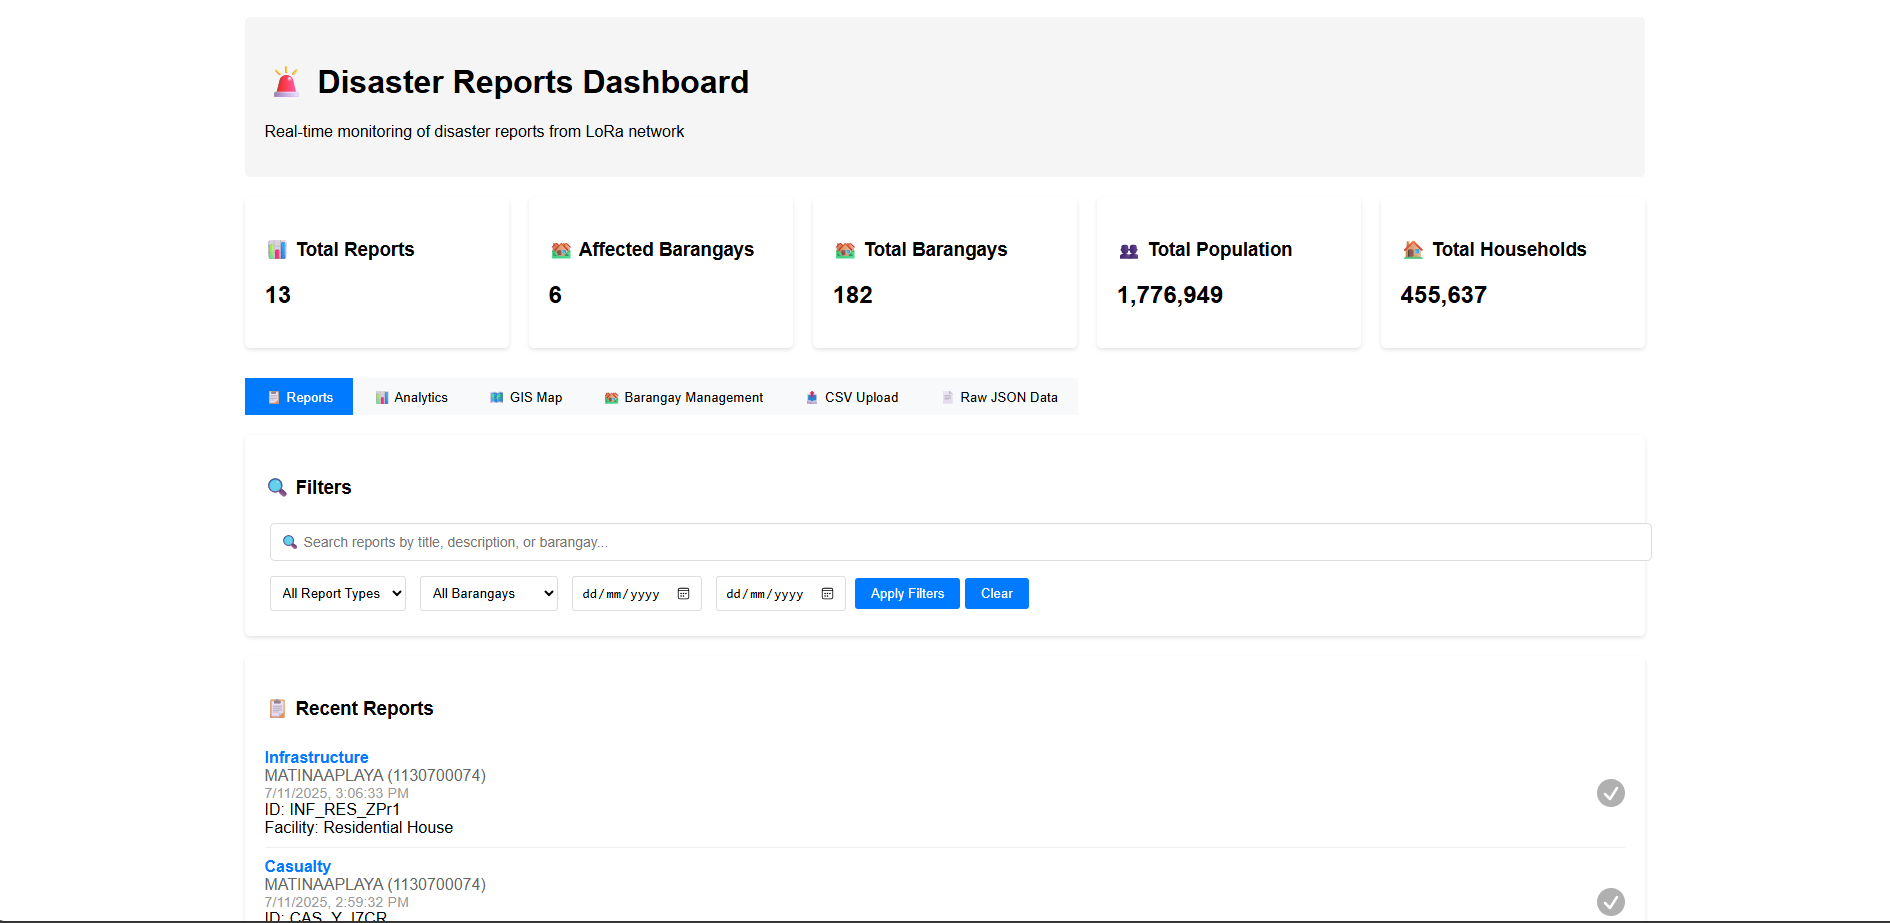 Disaster Reports Dashboard
Real-time monitoring of disaster reports from LoRa network
Total Reports
13
Affected Barangays
6
Total Barangays
182
Total Population
1,776,949
Total Households
455,637
Reports Analytics GIS Map Barangay Management CSV Upload Raw JSON Data
Filters
Search reports by title, description, or barangay...
All Report Types All Barangays dd/mm/yyyy dd/mm/yyyy Apply Filters Clear
Recent Reports
Infrastructure
MATINAAPLAYA (1130700074)
7/11/2025, 3:06:33 PM
ID: INF_RES_ZPr1
Facility: Residential House
Casualty
MATINAAPLAYA (1130700074)
7/11/2025, 2:59:32 PM
ID: